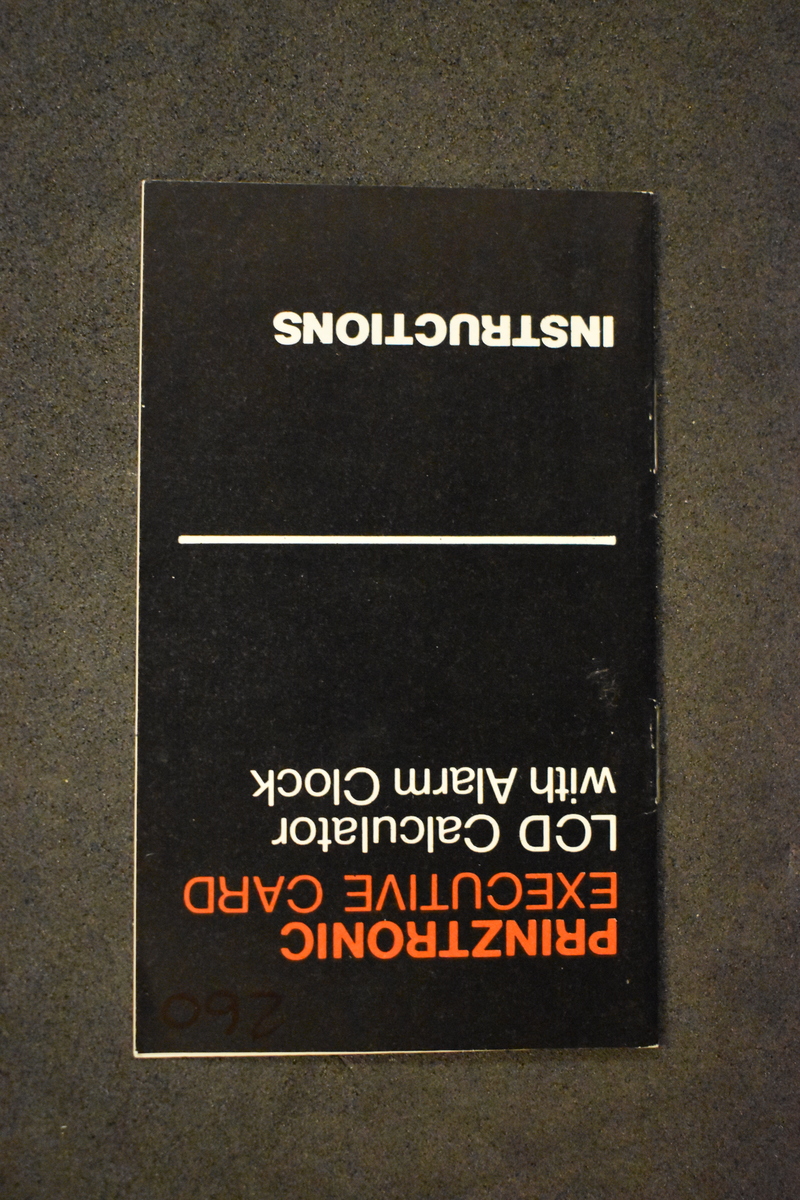 260
PRINZTRONIC
EXECUTIVE CARD
LCD Calculator
with Alarm Clock
INSTRUCTIONS